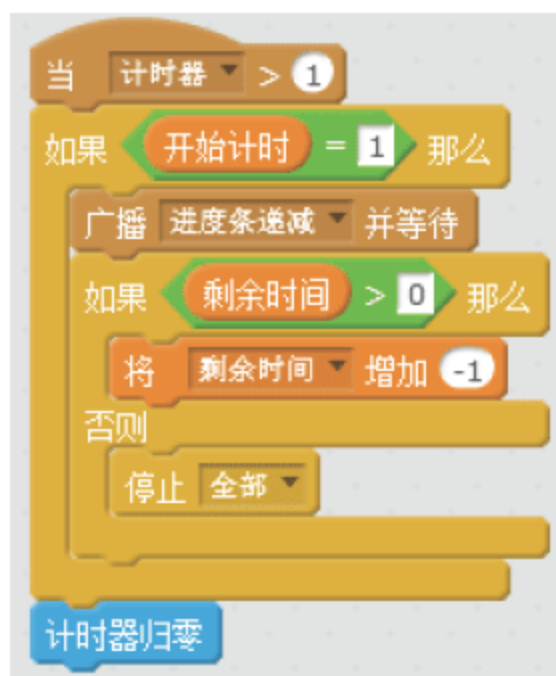 当 计时器 > 1
如果 开始计时 = 1 那么
广播 进度条递减 并等待
如果 剩余时间 > 0 那么
将 剩余时间 增加 -1
否则
停止 全部
计时器归零